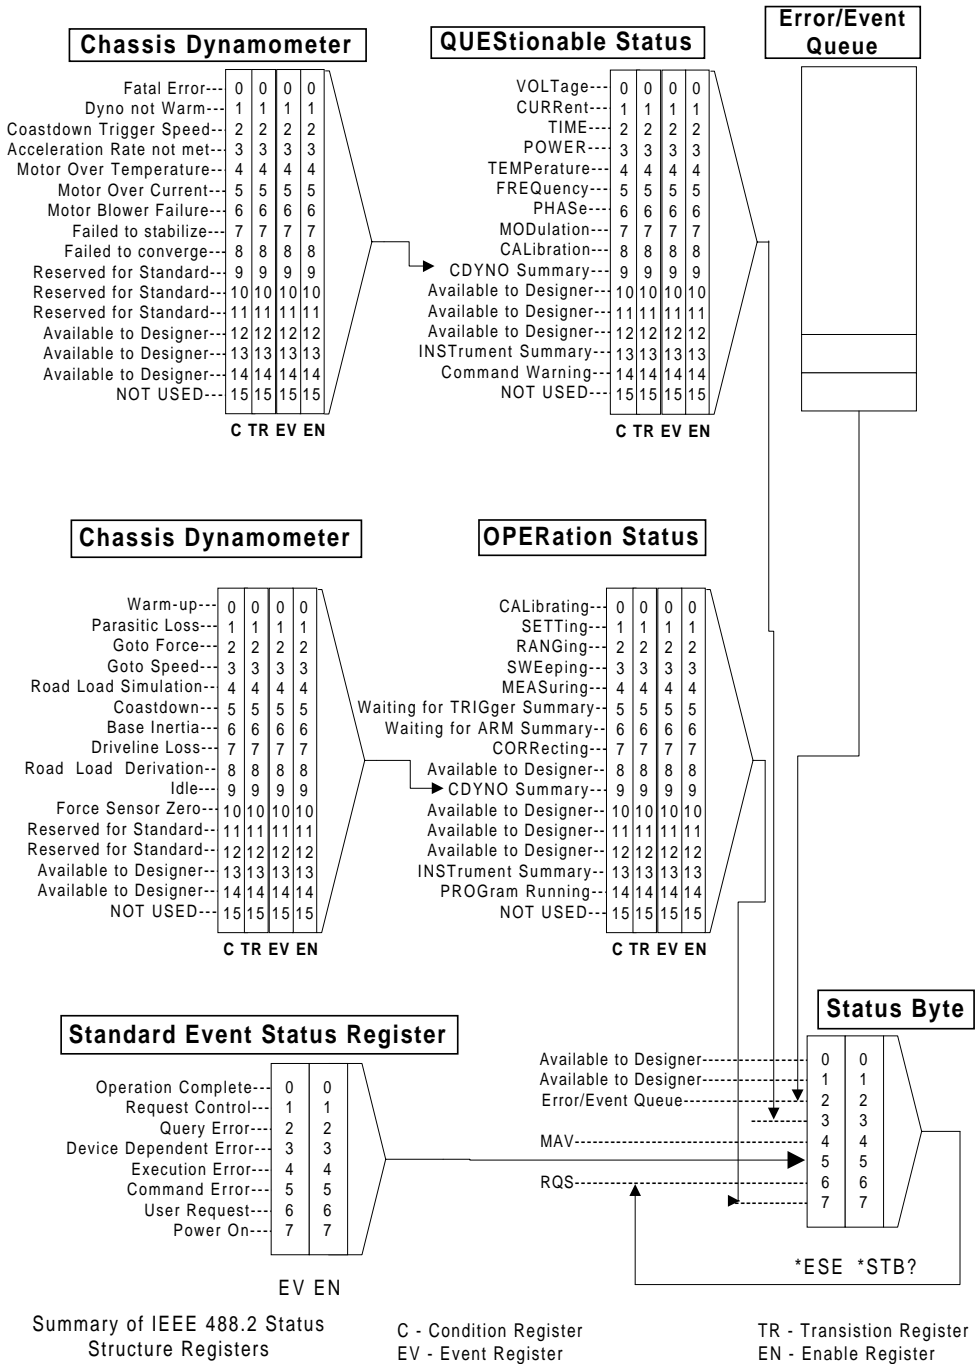 Chassis Dynamometer
Fatal Error--- 0 0 0 0
Dyno not Warm--- 1 1 1 1
Coastdown Trigger Speed-- 2 2 2 2
Acceleration Rate not met--- 3 3 3 3
Motor Over Temperature--- 4 4 4 4
Motor Over Current--- 5 5 5 5
Motor Blower Failure--- 6 6 6 6
Failed to stabilize--- 7 7 7 7
Failed to converge--- 8 8 8 8
Reserved for Standard--- 9 9 9 9
Reserved for Standard--- 10 10 10 10
Reserved for Standard--- 11 11 11 11
Available to Designer--- 12 12 12 12
Available to Designer--- 13 13 13 13
Available to Designer--- 14 14 14 14
NOT USED--- 15 15 15 15
C TR EV EN
QUEStionable Status
VOLTage--- 0 0 0 0
CURRent--- 1 1 1 1
TIME--- 2 2 2 2
POWER--- 3 3 3 3
TEMPerature--- 4 4 4 4
FREQuency--- 5 5 5 5
PHASe--- 6 6 6 6
MODulation--- 7 7 7 7
CALibration--- 8 8 8 8
CDYNO Summary--- 9 9 9 9
Available to Designer--- 10 10 10 10
Available to Designer--- 11 11 11 11
Available to Designer--- 12 12 12 12
INSTrument Summary--- 13 13 13 13
Command Warning--- 14 14 14 14
NOT USED--- 15 15 15 15
C TR EV EN
Error/Event
Queue
Chassis Dynamometer
Warm-up--- 0 0 0 0
Parasitic Loss--- 1 1 1 1
Goto Force--- 2 2 2 2
Goto Speed--- 3 3 3 3
Road Load Simulation-- 4 4 4 4
Coastdown--- 5 5 5 5
Base Inertia--- 6 6 6 6
Driveline Loss--- 7 7 7 7
Road Load Derivation-- 8 8 8 8
Idle--- 9 9 9 9
Force Sensor Zero--- 10 10 10 10
Reserved for Standard-- 11 11 11 11
Reserved for Standard-- 12 12 12 12
Available to Designer--- 13 13 13 13
Available to Designer--- 14 14 14 14
NOT USED--- 15 15 15 15
C TR EV EN
OPERation Status
CALibrating--- 0 0 0 0
SETTing--- 1 1 1 1
RANGing--- 2 2 2 2
SWEeping--- 3 3 3 3
MEASuring--- 4 4 4 4
Waiting for TRIGger Summary-- 5 5 5 5
Waiting for ARM Summary-- 6 6 6 6
CORRecting--- 7 7 7 7
Available to Designer-- 8 8 8 8
CDYNO Summary--- 9 9 9 9
Available to Designer-- 10 10 10 10
Available to Designer-- 11 11 11 11
Available to Designer-- 12 12 12 12
INSTrument Summary-- 13 13 13 13
PROGram Running--- 14 14 14 14
NOT USED--- 15 15 15 15
C TR EV EN
Standard Event Status Register
Operation Complete--- 0 0
Request Control--- 1 1
Query Error--- 2 2
Device Dependent Error--- 3 3
Execution Error--- 4 4
Command Error--- 5 5
User Request--- 6 6
Power On--- 7 7
EV EN
Status Byte
Available to Designer 0 0
Available to Designer 1 1
Error/Event Queue 2 2
3 3
MAV 4 4
5 5
RQS 6 6
7 7
*ESE *STB?
Summary of IEEE 488.2 Status
Structure Registers
C - Condition Register
EV - Event Register
TR - Transistion Register
EN - Enable Register